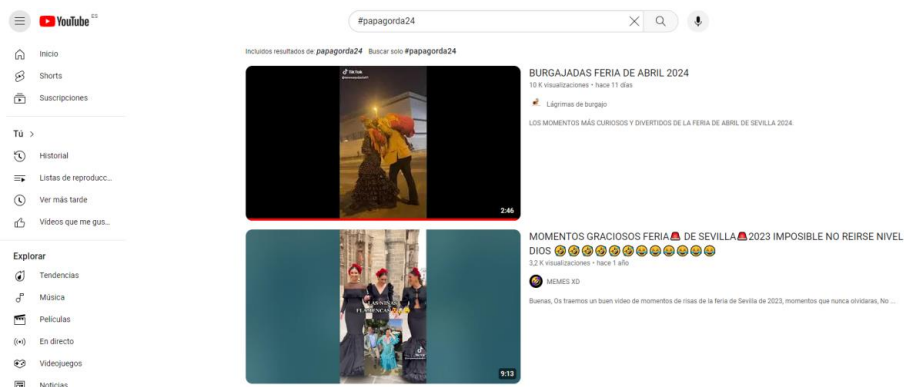 YouTube ES
#papagorda24
Inicio
Shorts
Suscripciones
Tú >
Historial
Listas de reproducc...
Ver más tarde
Vídeos que me gus...
Explorar
Tendencias
Música
Películas
En directo
Videojuegos
Noticias
Incluidos resultados de: papagorda24 Buscar solo #papagorda24
TikTok
2:46
BURGAJADAS FERIA DE ABRIL 2024
10 K visualizaciones • hace 11 días
Lágrimas de burgajo
LOS MOMENTOS MÁS CURIOSOS Y DIVERTIDOS DE LA FERIA DE ABRIL DE SEVILLA 2024.
FLAMENCAS
9:13
MOMENTOS GRACIOSOS FERIA🚨 DE SEVILLA🚨2023 IMPOSIBLE NO REIRSE NIVEL
DIOS 🤣🤣🤣🤣🤣🤣😂😂😂😂😂😂
3,2 K visualizaciones • hace 1 año
MEMES XD
Buenas, Os traemos un buen video de momentos de risas de la feria de Sevilla de 2023, momentos que nunca olvidaras, No ...